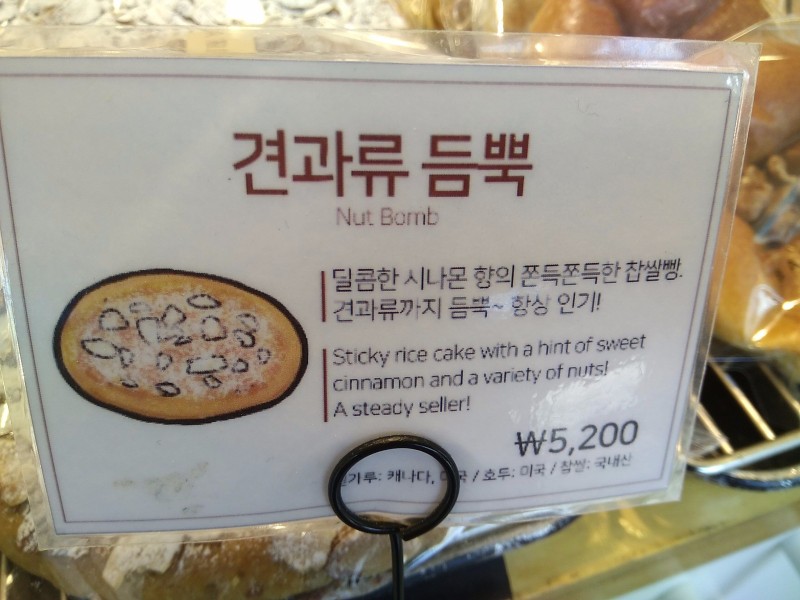 견과류 듬뿍
Nut Bomb
달콤한 시나몬 향의 쫀득쫀득한 찹쌀빵.
견과류까지 듬뿍~ 항상 인기!
Sticky rice cake with a hint of sweet
cinnamon and a variety of nuts!
A steady seller!
₩5,200
캐나다, / 호두: 미국 / 찹쌀: 국내산